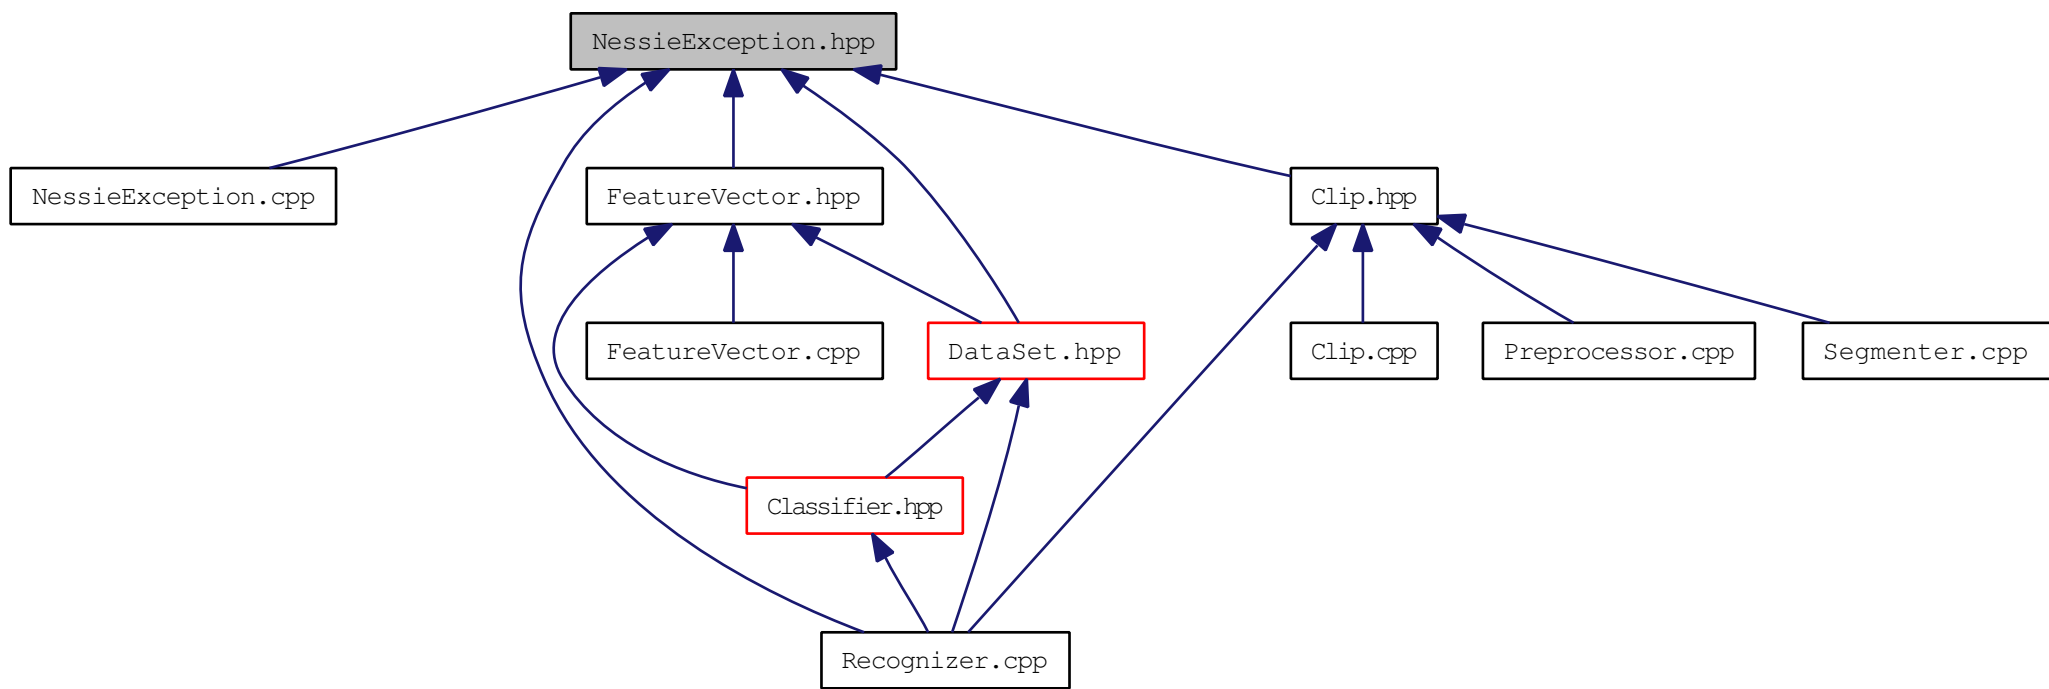 NessieException.hpp
NessieException.cpp
FeatureVector.hpp
Clip.hpp
FeatureVector.cpp
DataSet.hpp
Clip.cpp
Preprocessor.cpp
Segmenter.cpp
Classifier.hpp
Recognizer.cpp